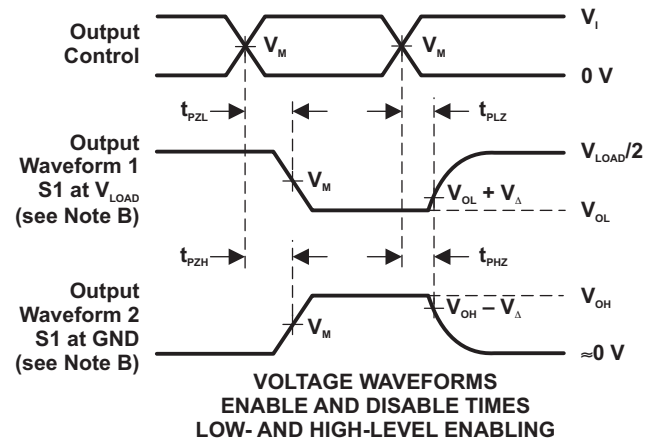 Output
Control
V_M
V_M
V_I
0 V
t_PZL
t_PLZ
Output
Waveform 1
S1 at V_LOAD
(see Note B)
V_M
V_OL + V_Δ
V_LOAD/2
V_OL
t_PZH
t_PHZ
Output
Waveform 2
S1 at GND
(see Note B)
V_M
V_OH – V_Δ
V_OH
≈0 V
VOLTAGE WAVEFORMS
ENABLE AND DISABLE TIMES
LOW- AND HIGH-LEVEL ENABLING